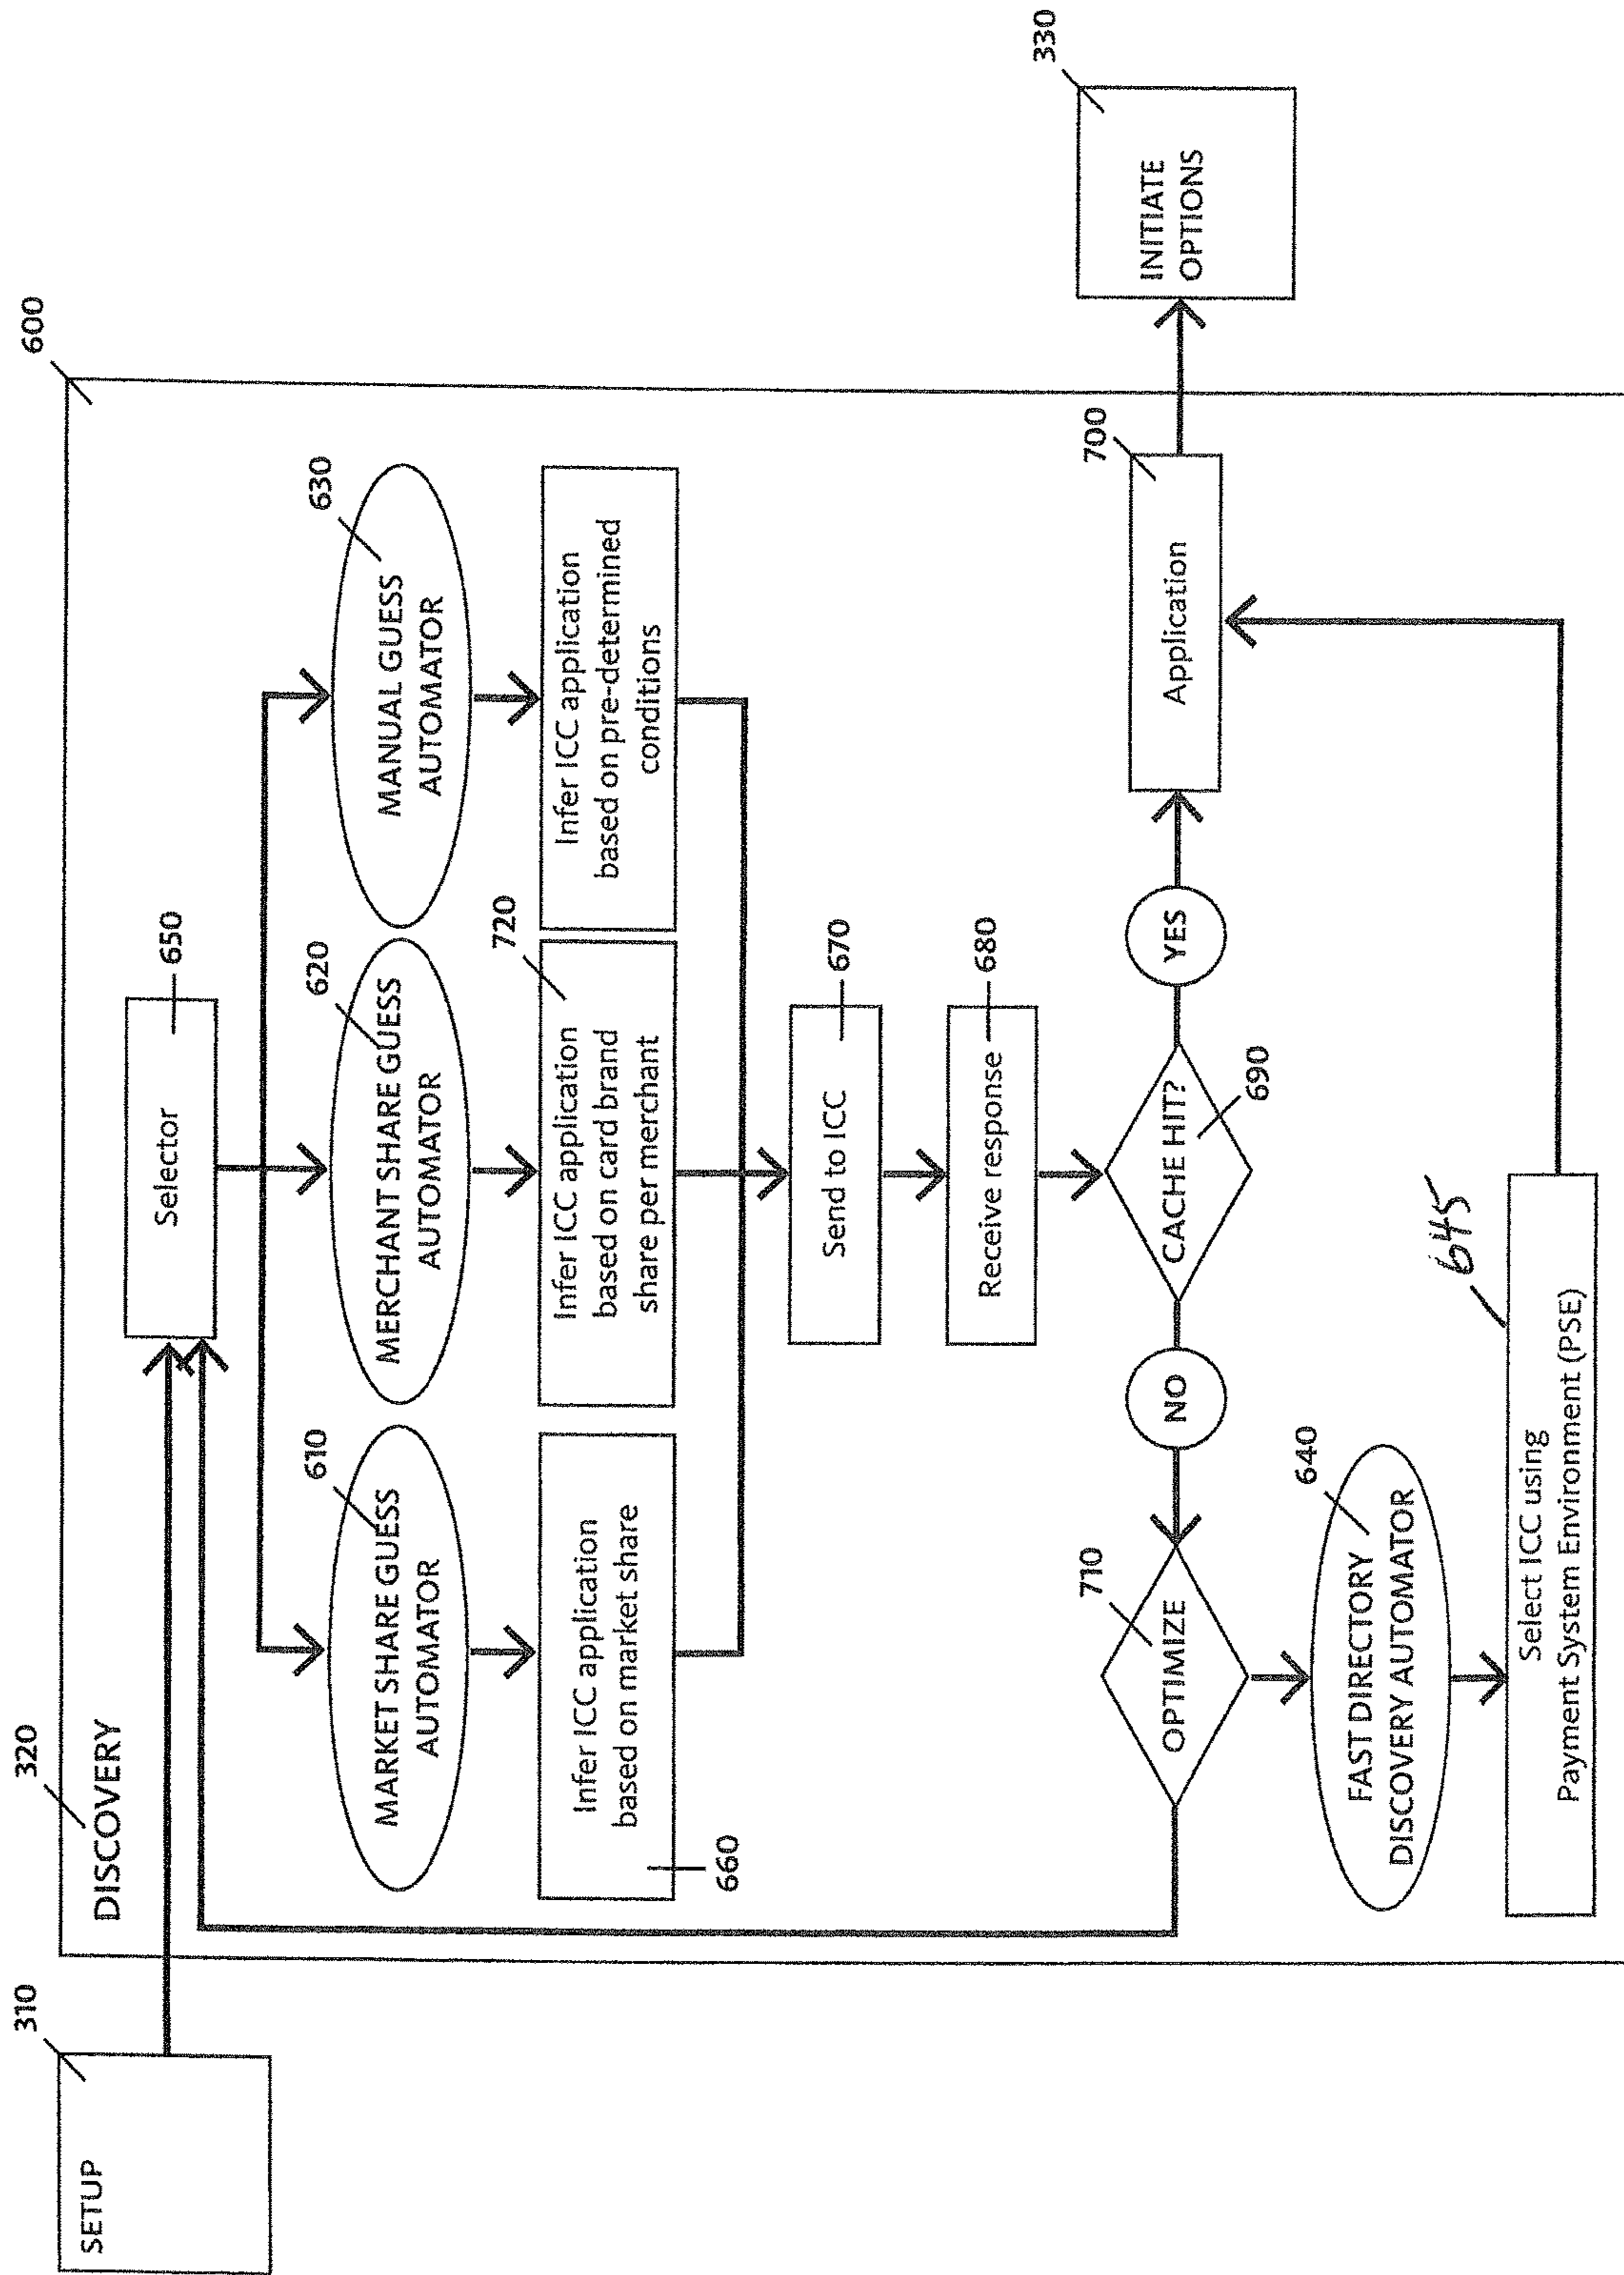 310
SETUP
320
DISCOVERY
600
Selector
650
610
MARKET SHARE GUESS
AUTOMATOR
620
MERCHANT SHARE GUESS
AUTOMATOR
630
MANUAL GUESS
AUTOMATOR
Infer ICC application
based on market share
660
720
Infer ICC application
based on card brand
share per merchant
Infer ICC application
based on pre-determined
conditions
Send to ICC
670
Receive response
680
CACHE HIT?
690
NO
YES
710
OPTIMIZE
700
Application
330
INITIATE
OPTIONS
640
FAST DIRECTORY
DISCOVERY AUTOMATOR
645
Select ICC using
Payment System Environment (PSE)